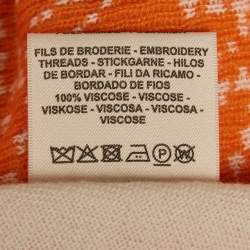 FILS DE BRODERIE - EMBROIDERY
THREADS - STICKGARNE - HILOS
DE BORDAR - FILI DA RICAMO -
BORDADO DE FIOS
100% VISCOSE - VISCOSE -
VISKOSE - VISCOSA - VISCOSA -
VISCOSE